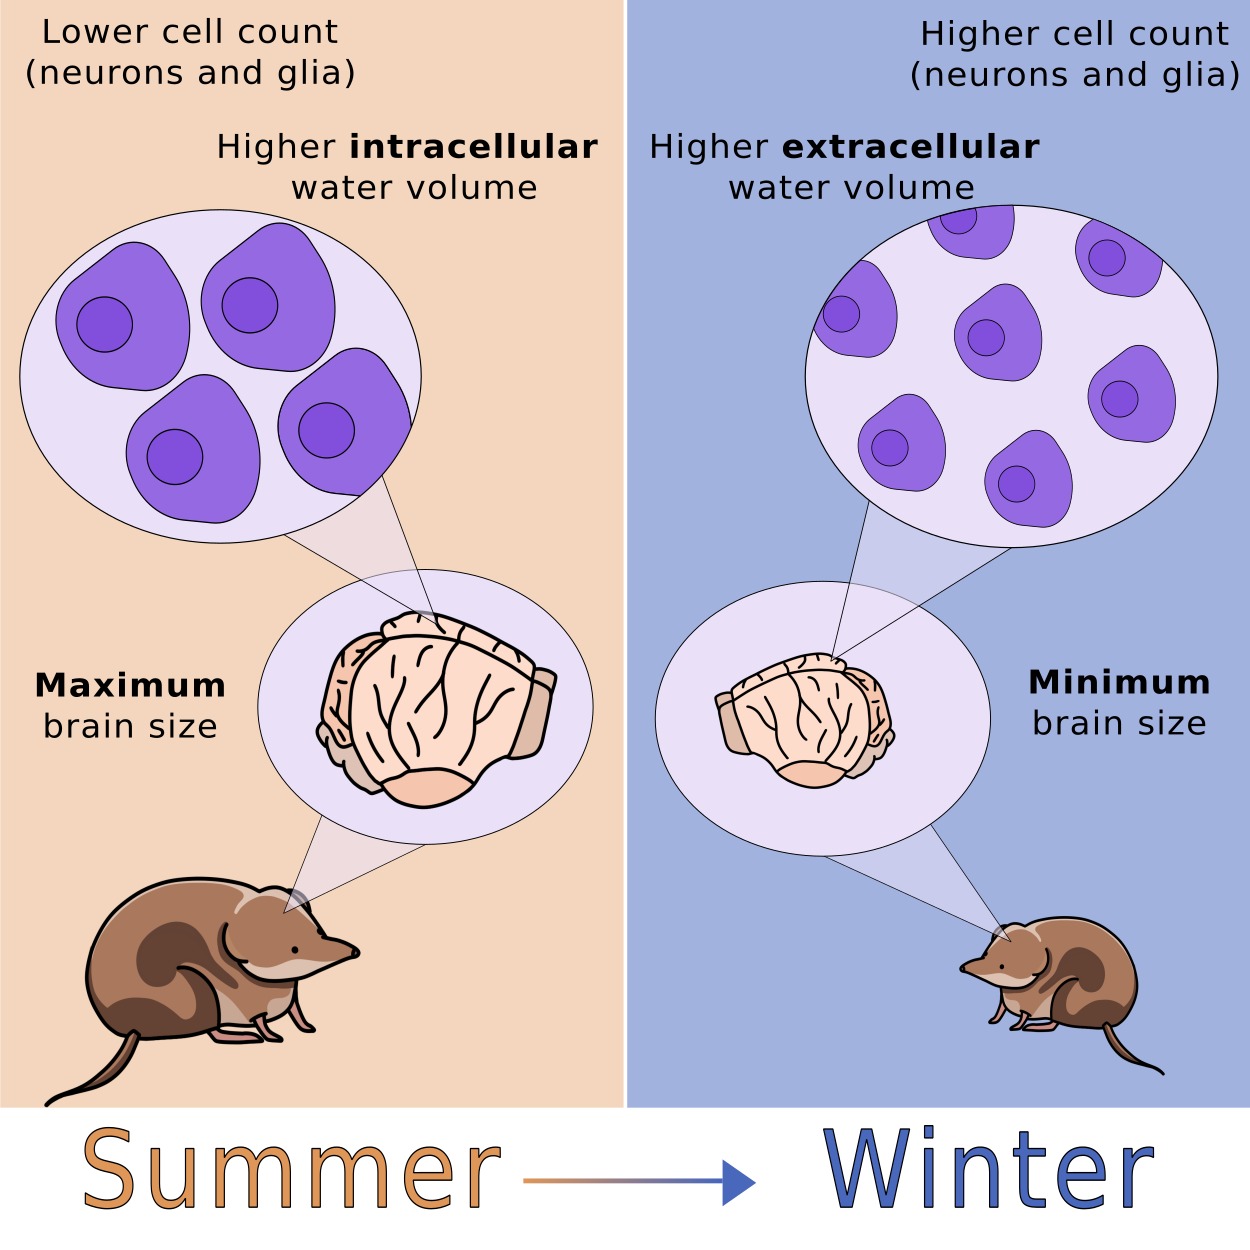 Lower cell count
(neurons and glia)
Higher intracellular
water volume
Maximum
brain size
Higher cell count
(neurons and glia)
Higher extracellular
water volume
Minimum
brain size
Summer
Winter